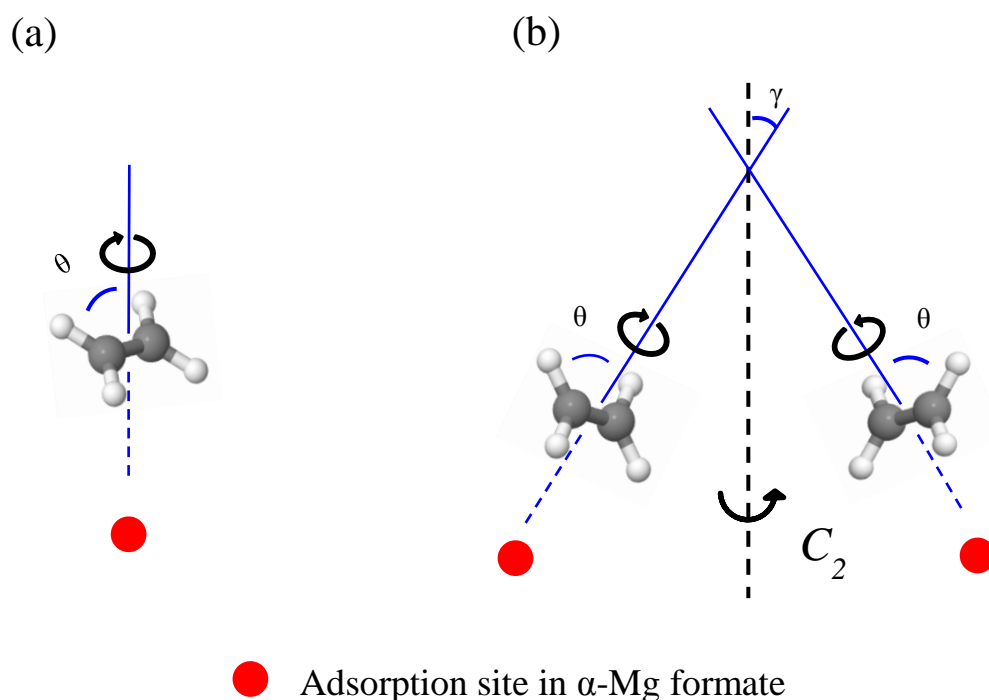 (a)
(b)
γ
θ
θ
θ
C₂
Adsorption site in α-Mg formate